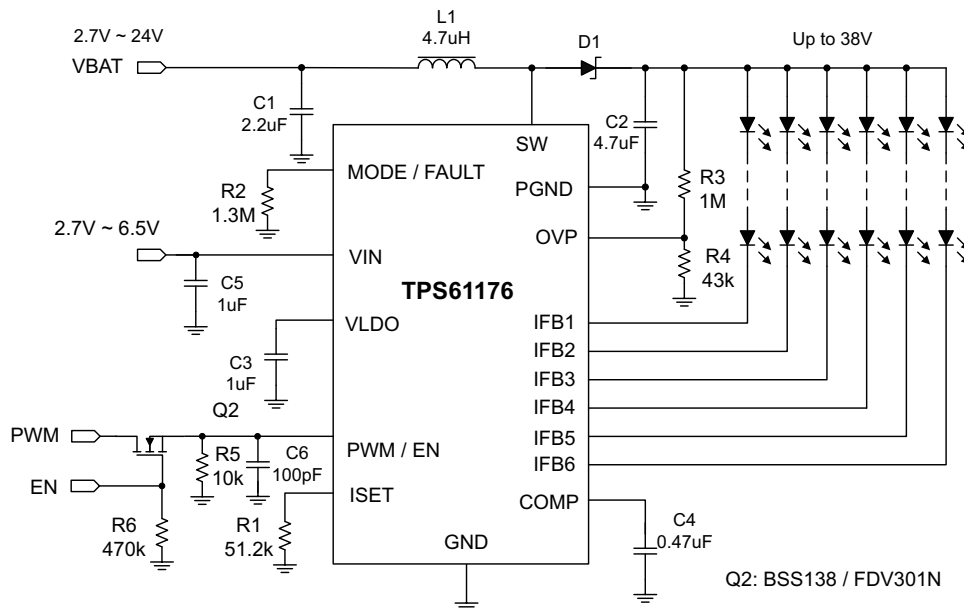 L1
4.7uH
2.7V ~ 24V
VBAT
D1
Up to 38V
C1
2.2uF
C2
4.7uF
SW
MODE / FAULT
R2
1.3M
PGND
R3
1M
2.7V ~ 6.5V
VIN
OVP
R4
43k
C5
1uF
TPS61176
VLDO
IFB1
C3
1uF
IFB2
IFB3
Q2
IFB4
PWM
PWM / EN
IFB5
R5
10k
C6
100pF
IFB6
EN
ISET
COMP
R6
470k
R1
51.2k
GND
C4
0.47uF
Q2: BSS138 / FDV301N